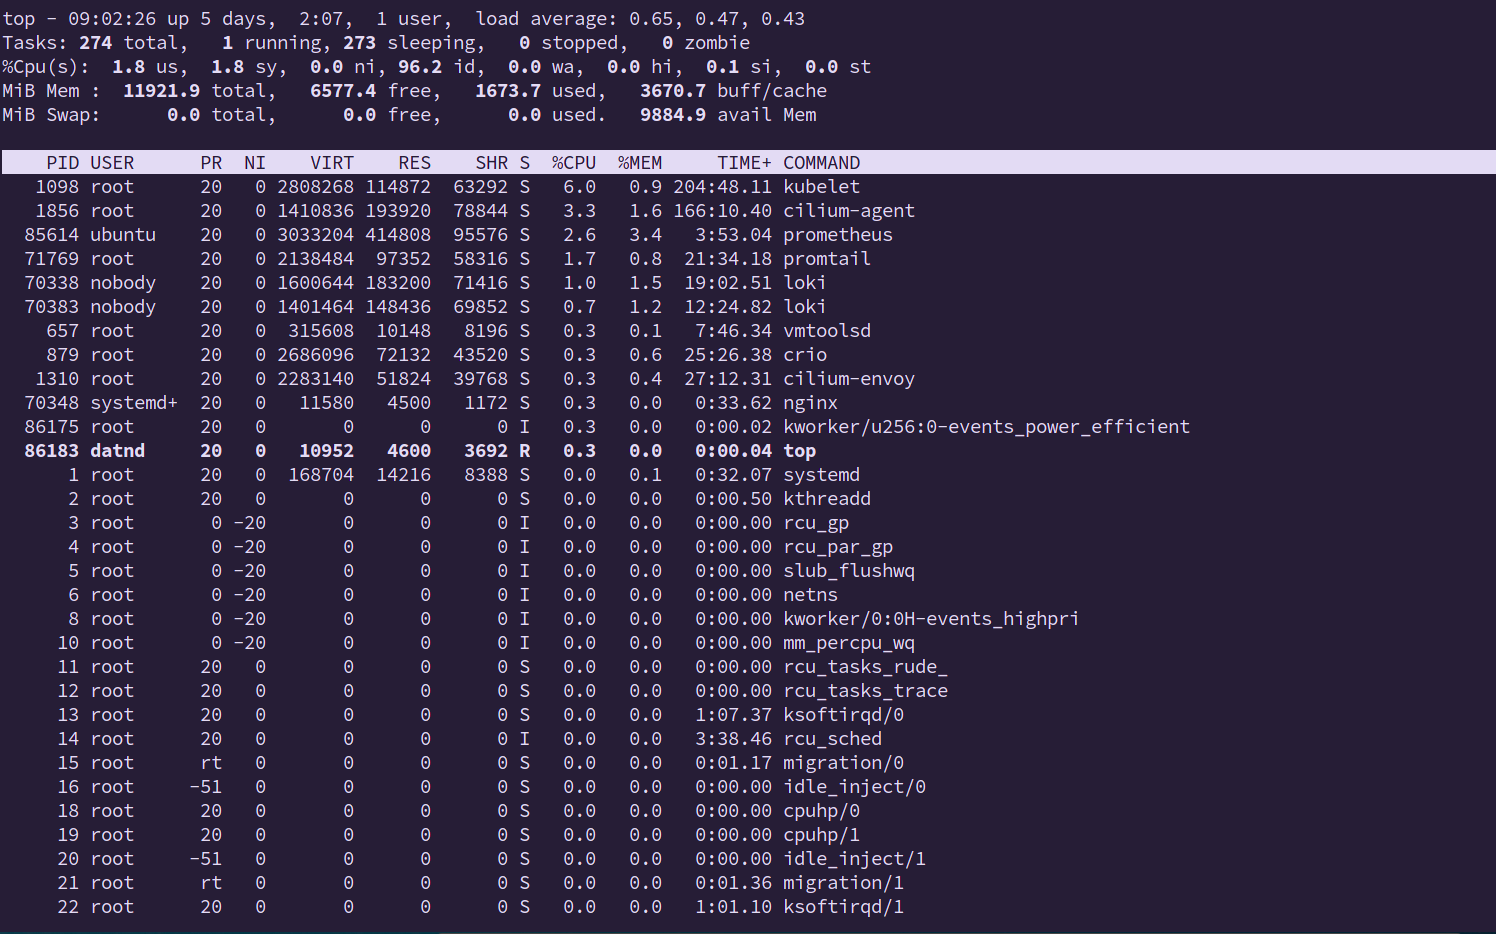 top - 09:02:26 up 5 days,  2:07,  1 user,  load average: 0.65, 0.47, 0.43
Tasks: 274 total,   1 running, 273 sleeping,   0 stopped,   0 zombie
%Cpu(s):  1.8 us,  1.8 sy,  0.0 ni, 96.2 id,  0.0 wa,  0.0 hi,  0.1 si,  0.0 st
MiB Mem :  11921.9 total,   6577.4 free,   1673.7 used,   3670.7 buff/cache
MiB Swap:      0.0 total,      0.0 free,      0.0 used.   9884.9 avail Mem
    PID USER      PR  NI    VIRT    RES    SHR S  %CPU  %MEM     TIME+ COMMAND
   1098 root      20   0 2808268 114872  63292 S   6.0   0.9 204:48.11 kubelet
   1856 root      20   0 1410836 193920  78844 S   3.3   1.6 166:10.40 cilium-agent
  85614 ubuntu    20   0 3033204 414808  95576 S   2.6   3.4   3:53.04 prometheus
  71769 root      20   0 2138484  97352  58316 S   1.7   0.8  21:34.18 promtail
  70338 nobody    20   0 1600644 183200  71416 S   1.0   1.5  19:02.51 loki
  70383 nobody    20   0 1401464 148436  69852 S   0.7   1.2  12:24.82 loki
    657 root      20   0  315608  10148   8196 S   0.3   0.1   7:46.34 vmtoolsd
    879 root      20   0 2686096  72132  43520 S   0.3   0.6  25:26.38 crio
   1310 root      20   0 2283140  51824  39768 S   0.3   0.4  27:12.31 cilium-envoy
  70348 systemd+  20   0   11580   4500   1172 S   0.3   0.0   0:33.62 nginx
  86175 root      20   0       0      0      0 I   0.3   0.0   0:00.02 kworker/u256:0-events_power_efficient
  86183 datnd     20   0   10952   4600   3692 R   0.3   0.0   0:00.04 top
      1 root      20   0  168704  14216   8388 S   0.0   0.1   0:32.07 systemd
      2 root      20   0       0      0      0 S   0.0   0.0   0:00.50 kthreadd
      3 root       0 -20       0      0      0 I   0.0   0.0   0:00.00 rcu_gp
      4 root       0 -20       0      0      0 I   0.0   0.0   0:00.00 rcu_par_gp
      5 root       0 -20       0      0      0 I   0.0   0.0   0:00.00 slub_flushwq
      6 root       0 -20       0      0      0 I   0.0   0.0   0:00.00 netns
      8 root       0 -20       0      0      0 I   0.0   0.0   0:00.00 kworker/0:0H-events_highpri
     10 root       0 -20       0      0      0 I   0.0   0.0   0:00.00 mm_percpu_wq
     11 root      20   0       0      0      0 S   0.0   0.0   0:00.00 rcu_tasks_rude_
     12 root      20   0       0      0      0 S   0.0   0.0   0:00.00 rcu_tasks_trace
     13 root      20   0       0      0      0 S   0.0   0.0   1:07.37 ksoftirqd/0
     14 root      20   0       0      0      0 I   0.0   0.0   3:38.46 rcu_sched
     15 root      rt   0       0      0      0 S   0.0   0.0   0:01.17 migration/0
     16 root     -51   0       0      0      0 S   0.0   0.0   0:00.00 idle_inject/0
     18 root      20   0       0      0      0 S   0.0   0.0   0:00.00 cpuhp/0
     19 root      20   0       0      0      0 S   0.0   0.0   0:00.00 cpuhp/1
     20 root     -51   0       0      0      0 S   0.0   0.0   0:00.00 idle_inject/1
     21 root      rt   0       0      0      0 S   0.0   0.0   0:01.36 migration/1
     22 root      20   0       0      0      0 S   0.0   0.0   1:01.10 ksoftirqd/1